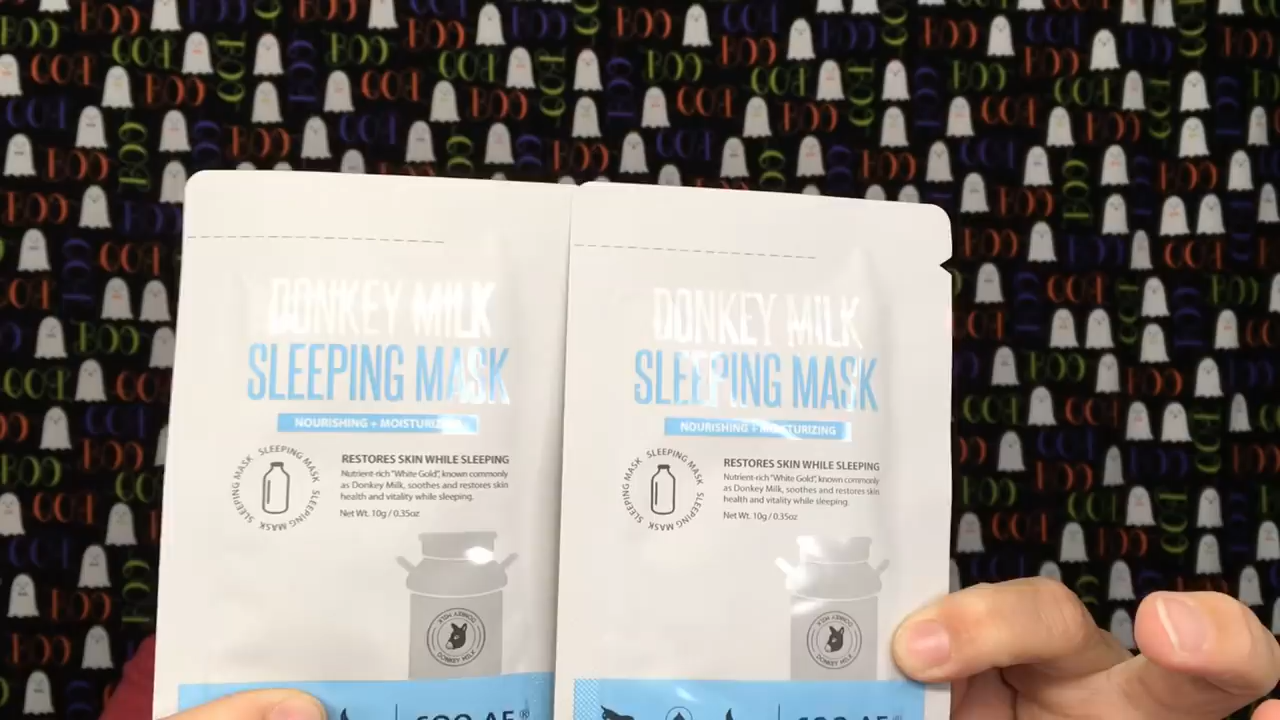 DONKEY MILK
SLEEPING MASK
NOURISHING + MOISTURIZING
SLEEPING MASK SLEEPING MASK SLEEPING MASK
RESTORES SKIN WHILE SLEEPING
Nutrient-rich "White Gold", known commonly
as Donkey Milk, soothes and restores skin
health and vitality while sleeping.
Net Wt. 10g / 0.35oz
DONKEY MILK
DONKEY MILK
DONKEY MILK
SLEEPING MASK
NOURISHING + MOISTURIZING
SLEEPING MASK SLEEPING MASK SLEEPING MASK
RESTORES SKIN WHILE SLEEPING
Nutrient-rich "White Gold", known commonly
as Donkey Milk, soothes and restores skin
health and vitality while sleeping.
Net Wt. 10g / 0.35oz
DONKEY MILK
DONKEY MILK